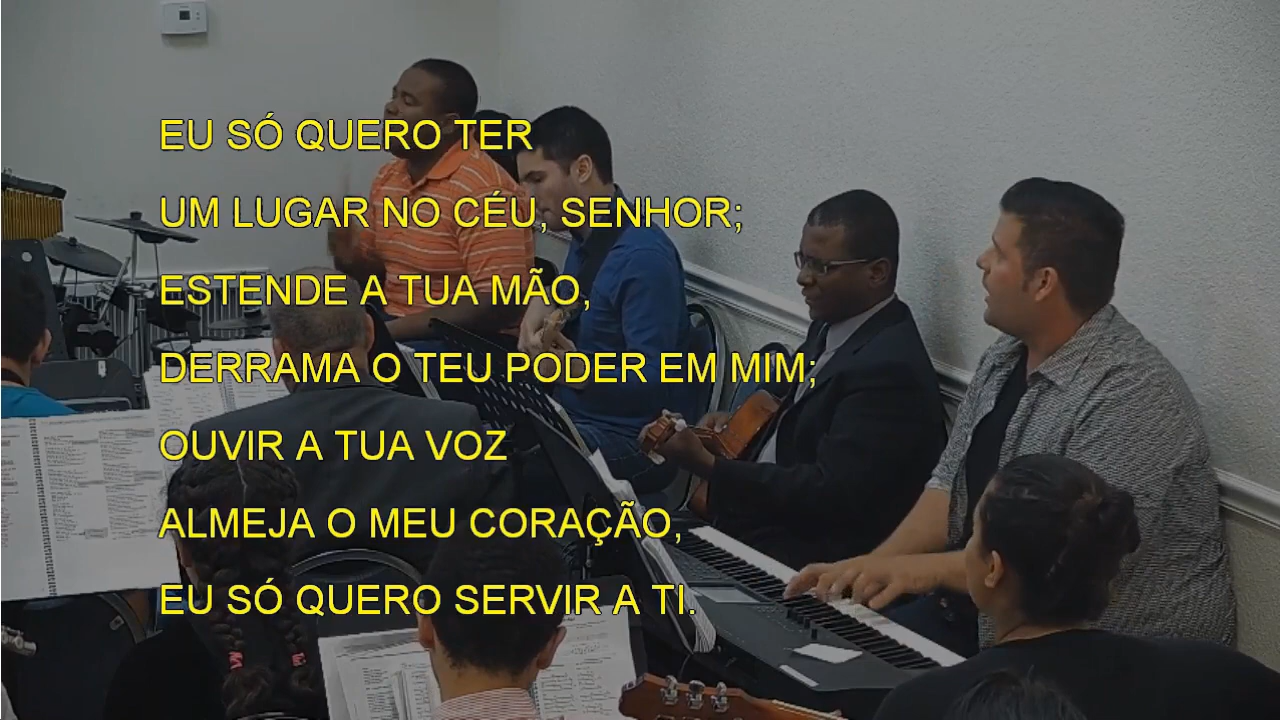 EU SÓ QUERO TER
UM LUGAR NO CÉU, SENHOR;
ESTENDE A TUA MÃO,
DERRAMA O TEU PODER EM MIM;
OUVIR A TUA VOZ
ALMEJA O MEU CORAÇÃO,
EU SÓ QUERO SERVIR A TI.